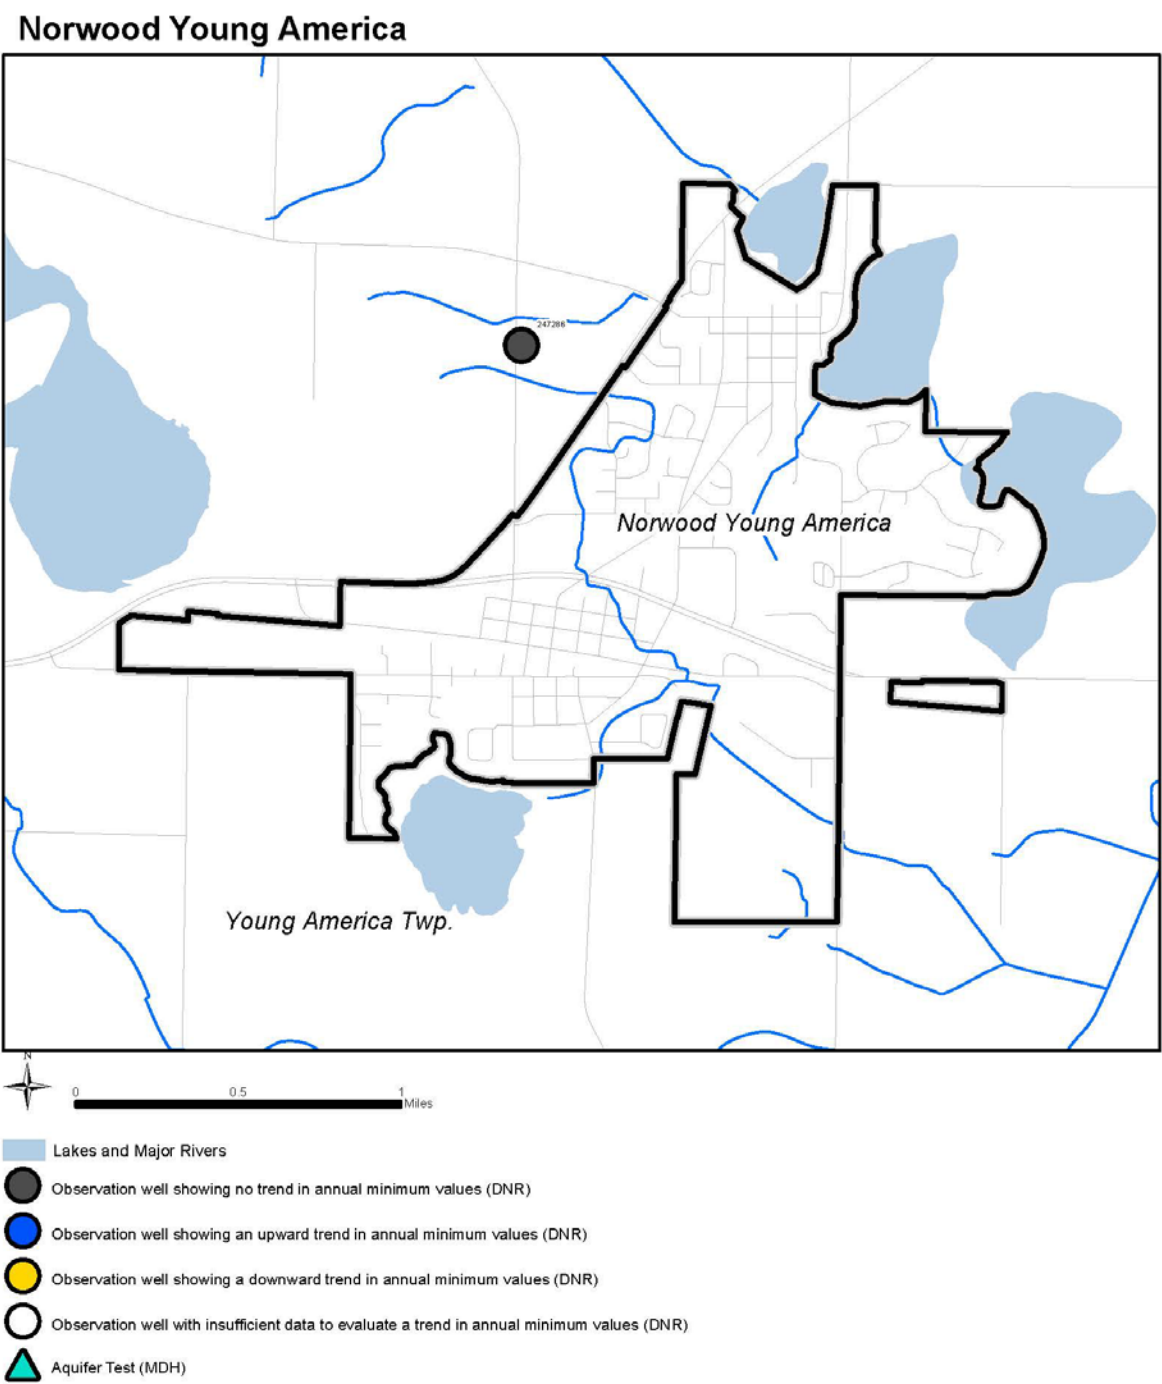 Norwood Young America
247288
Norwood Young America
Young America Twp.
N
0 0.5 1
Miles
Lakes and Major Rivers
Observation well showing no trend in annual minimum values (DNR)
Observation well showing an upward trend in annual minimum values (DNR)
Observation well showing a downward trend in annual minimum values (DNR)
Observation well with insufficient data to evaluate a trend in annual minimum values (DNR)
Aquifer Test (MDH)